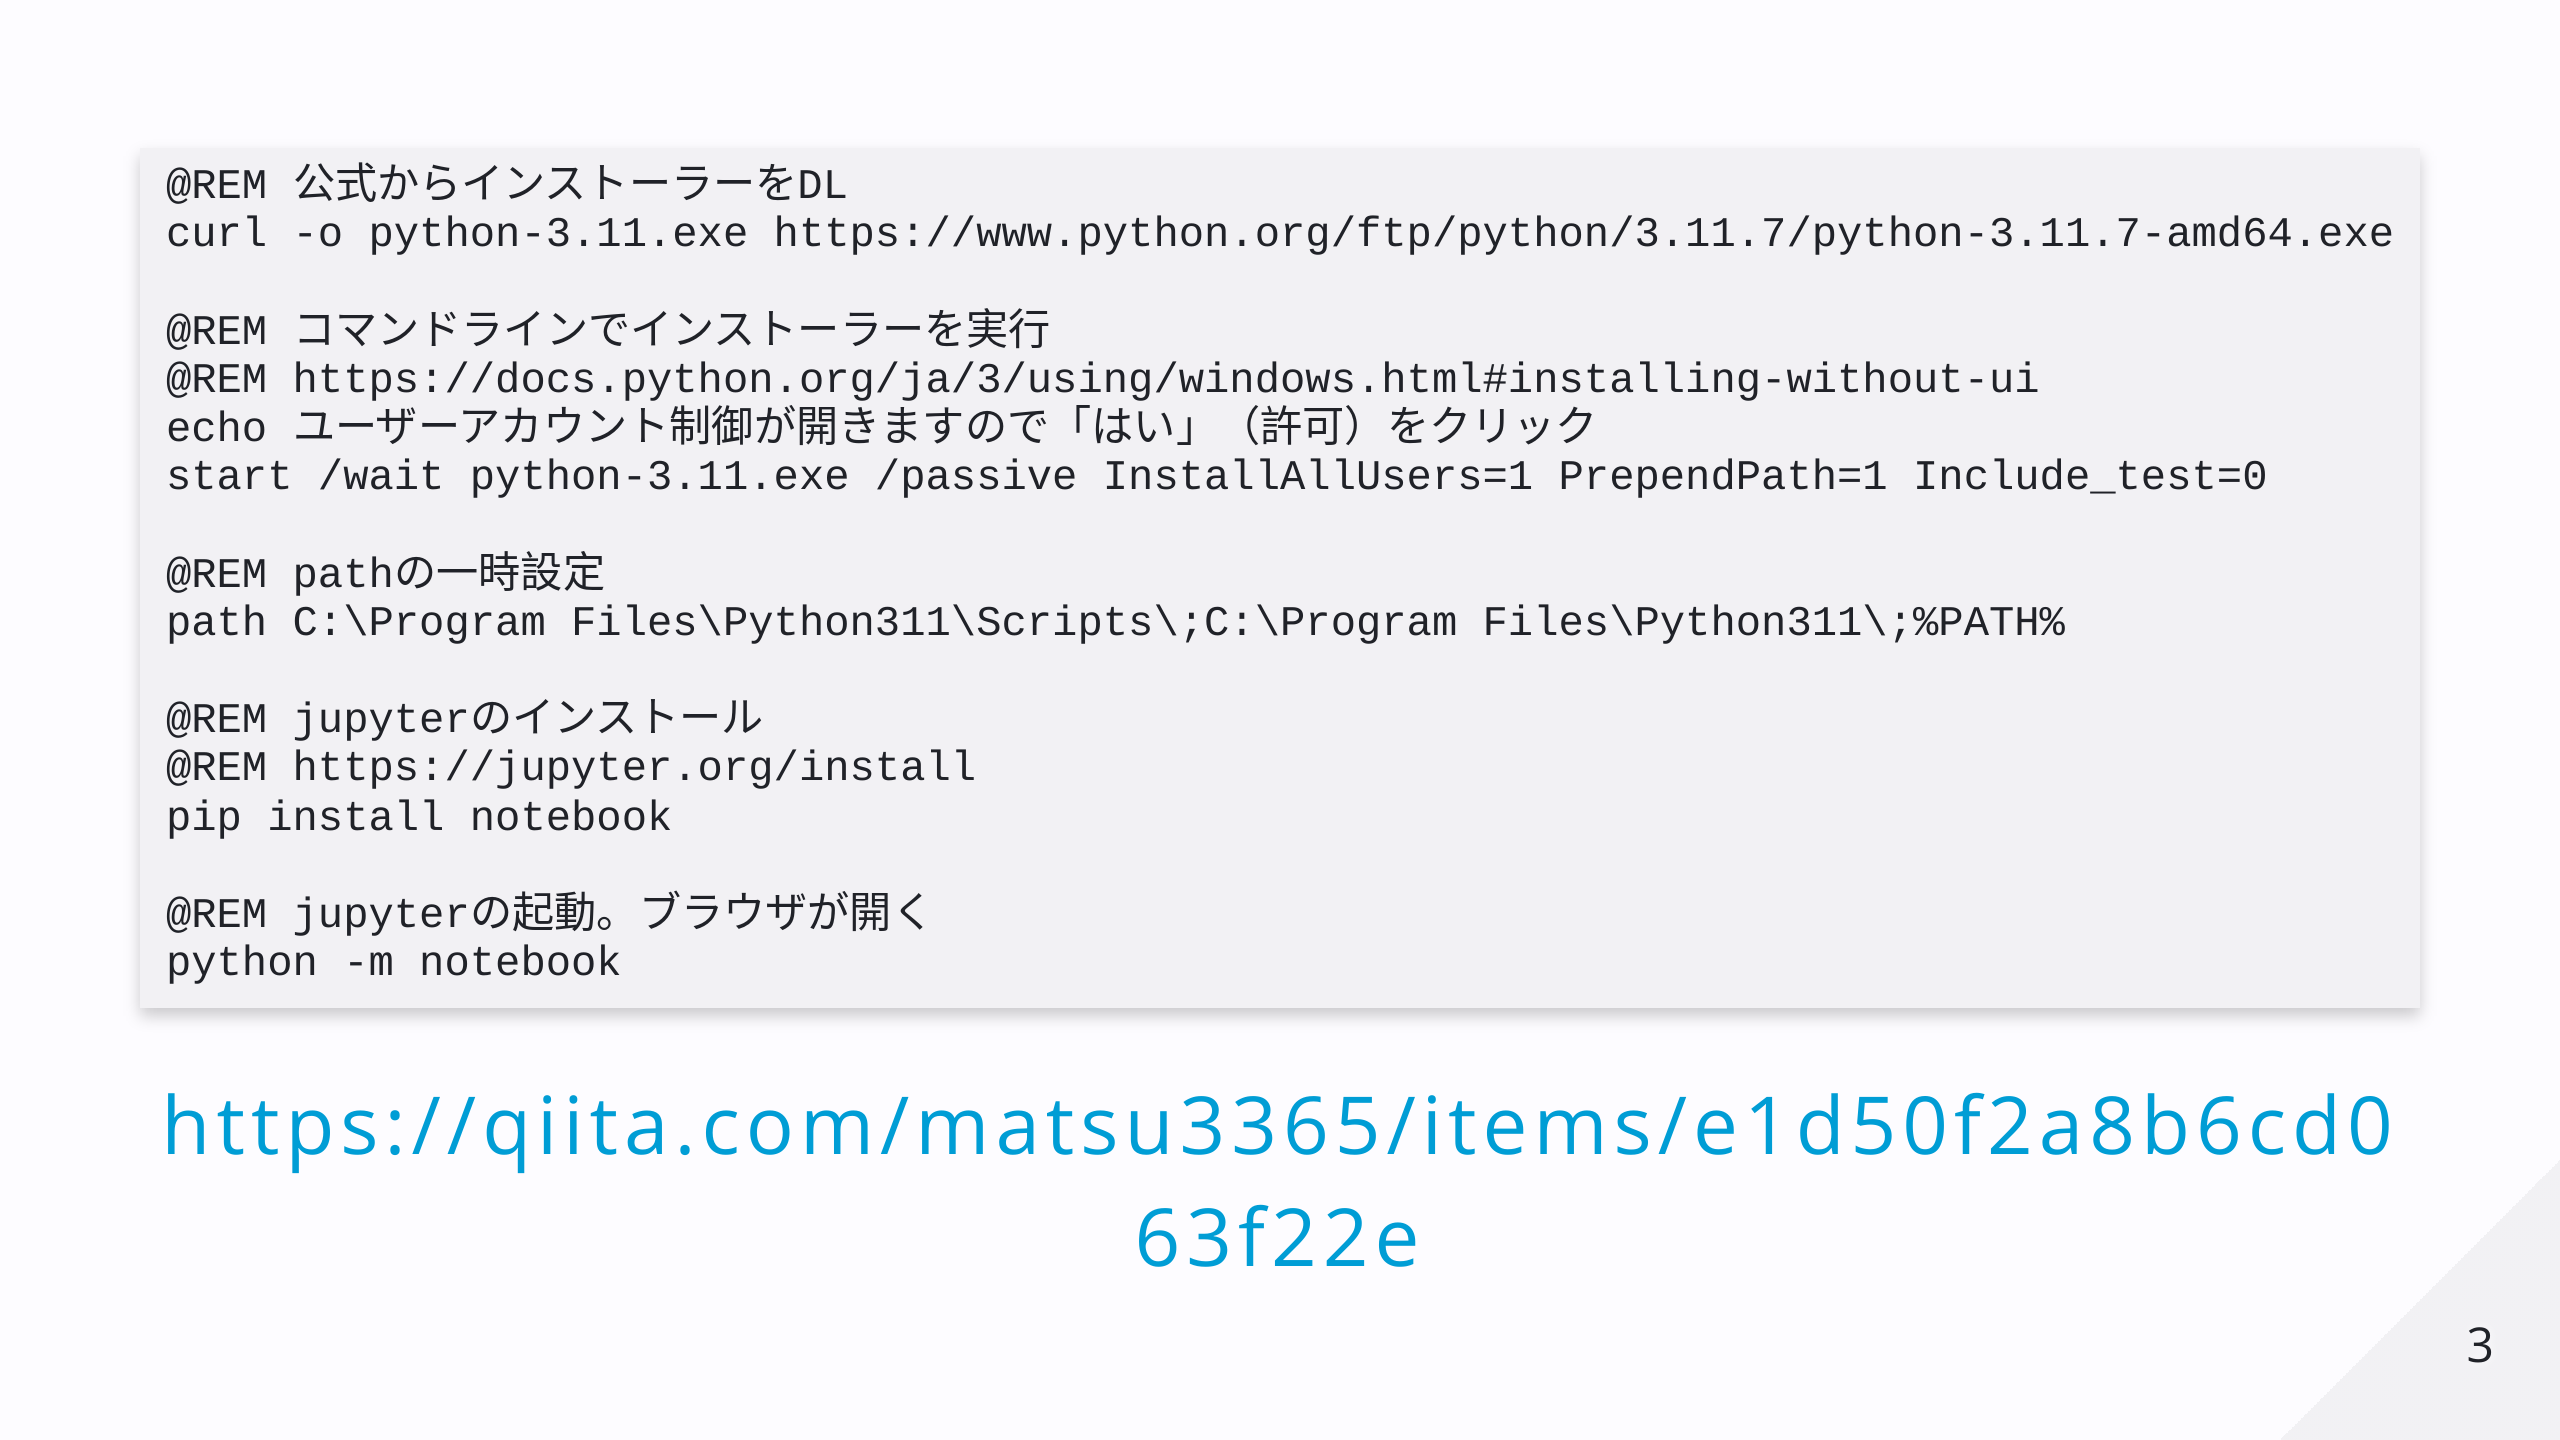 @REM 公式からインストーラーをDL
curl -o python-3.11.exe https://www.python.org/ftp/python/3.11.7/python-3.11.7-amd64.exe
@REM コマンドラインでインストーラーを実行
@REM https://docs.python.org/ja/3/using/windows.html#installing-without-ui
echo ユーザーアカウント制御が開きますので「はい」（許可）をクリック
start /wait python-3.11.exe /passive InstallAllUsers=1 PrependPath=1 Include_test=0
@REM pathの一時設定
path C:\Program Files\Python311\Scripts\;C:\Program Files\Python311\;%PATH%
@REM jupyterのインストール
@REM https://jupyter.org/install
pip install notebook
@REM jupyterの起動。ブラウザが開く
python -m notebook
https://qiita.com/matsu3365/items/e1d50f2a8b6cd0
63f22e
3